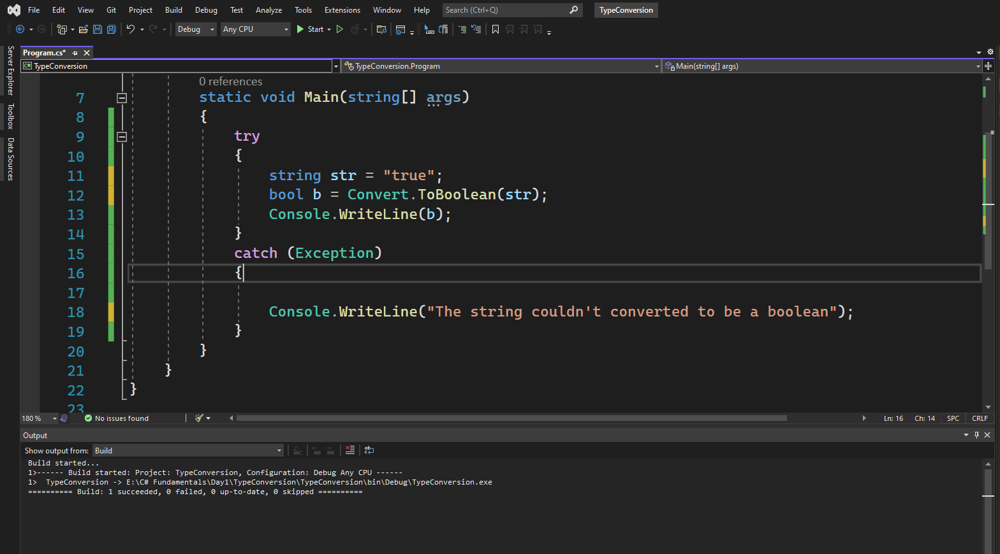 File Edit View Git Project Build Debug Test Analyze Tools Extensions Window Help Search (Ctrl+Q) TypeConversion
Debug Any CPU Start
Server Explorer
Toolbox
Data Sources
Program.cs*
C# TypeConversion TypeConversion.Program Main(string[] args)
0 references
7 static void Main(string[] args)
8 {
9 try
10 {
11 string str = "true";
12 bool b = Convert.ToBoolean(str);
13 Console.WriteLine(b);
14 }
15 catch (Exception)
16 {
17
18 Console.WriteLine("The string couldn't converted to be a boolean");
19 }
20 }
21 }
22 }
23
180 % No issues found Ln: 16 Ch: 14 SPC CRLF
Output
Show output from: Build
Build started...
1>------ Build started: Project: TypeConversion, Configuration: Debug Any CPU ------
1>  TypeConversion -> E:\C# Fundamentals\Day1\TypeConversion\TypeConversion\bin\Debug\TypeConversion.exe
========== Build: 1 succeeded, 0 failed, 0 up-to-date, 0 skipped ==========